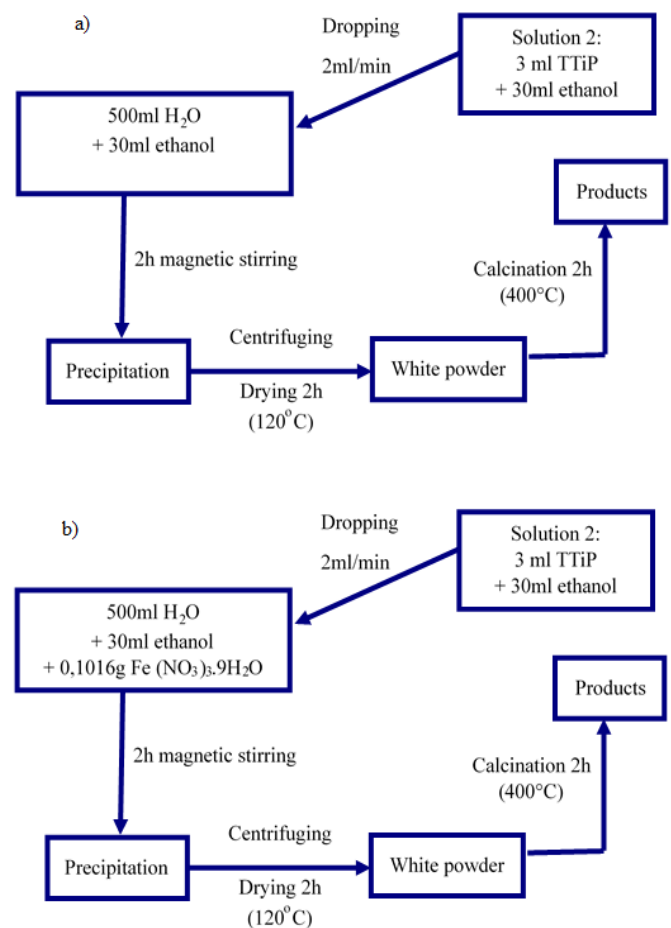 a)
Dropping
2ml/min
Solution 2:
3 ml TTiP
+ 30ml ethanol
500ml H₂O
+ 30ml ethanol
Products
2h magnetic stirring
Calcination 2h
(400°C)
Centrifuging
Precipitation
White powder
Drying 2h
(120°C)
b)
Dropping
2ml/min
Solution 2:
3 ml TTiP
+ 30ml ethanol
500ml H₂O
+ 30ml ethanol
+ 0,1016g Fe (NO₃)₃.9H₂O
Products
2h magnetic stirring
Calcination 2h
(400°C)
Centrifuging
Precipitation
White powder
Drying 2h
(120°C)